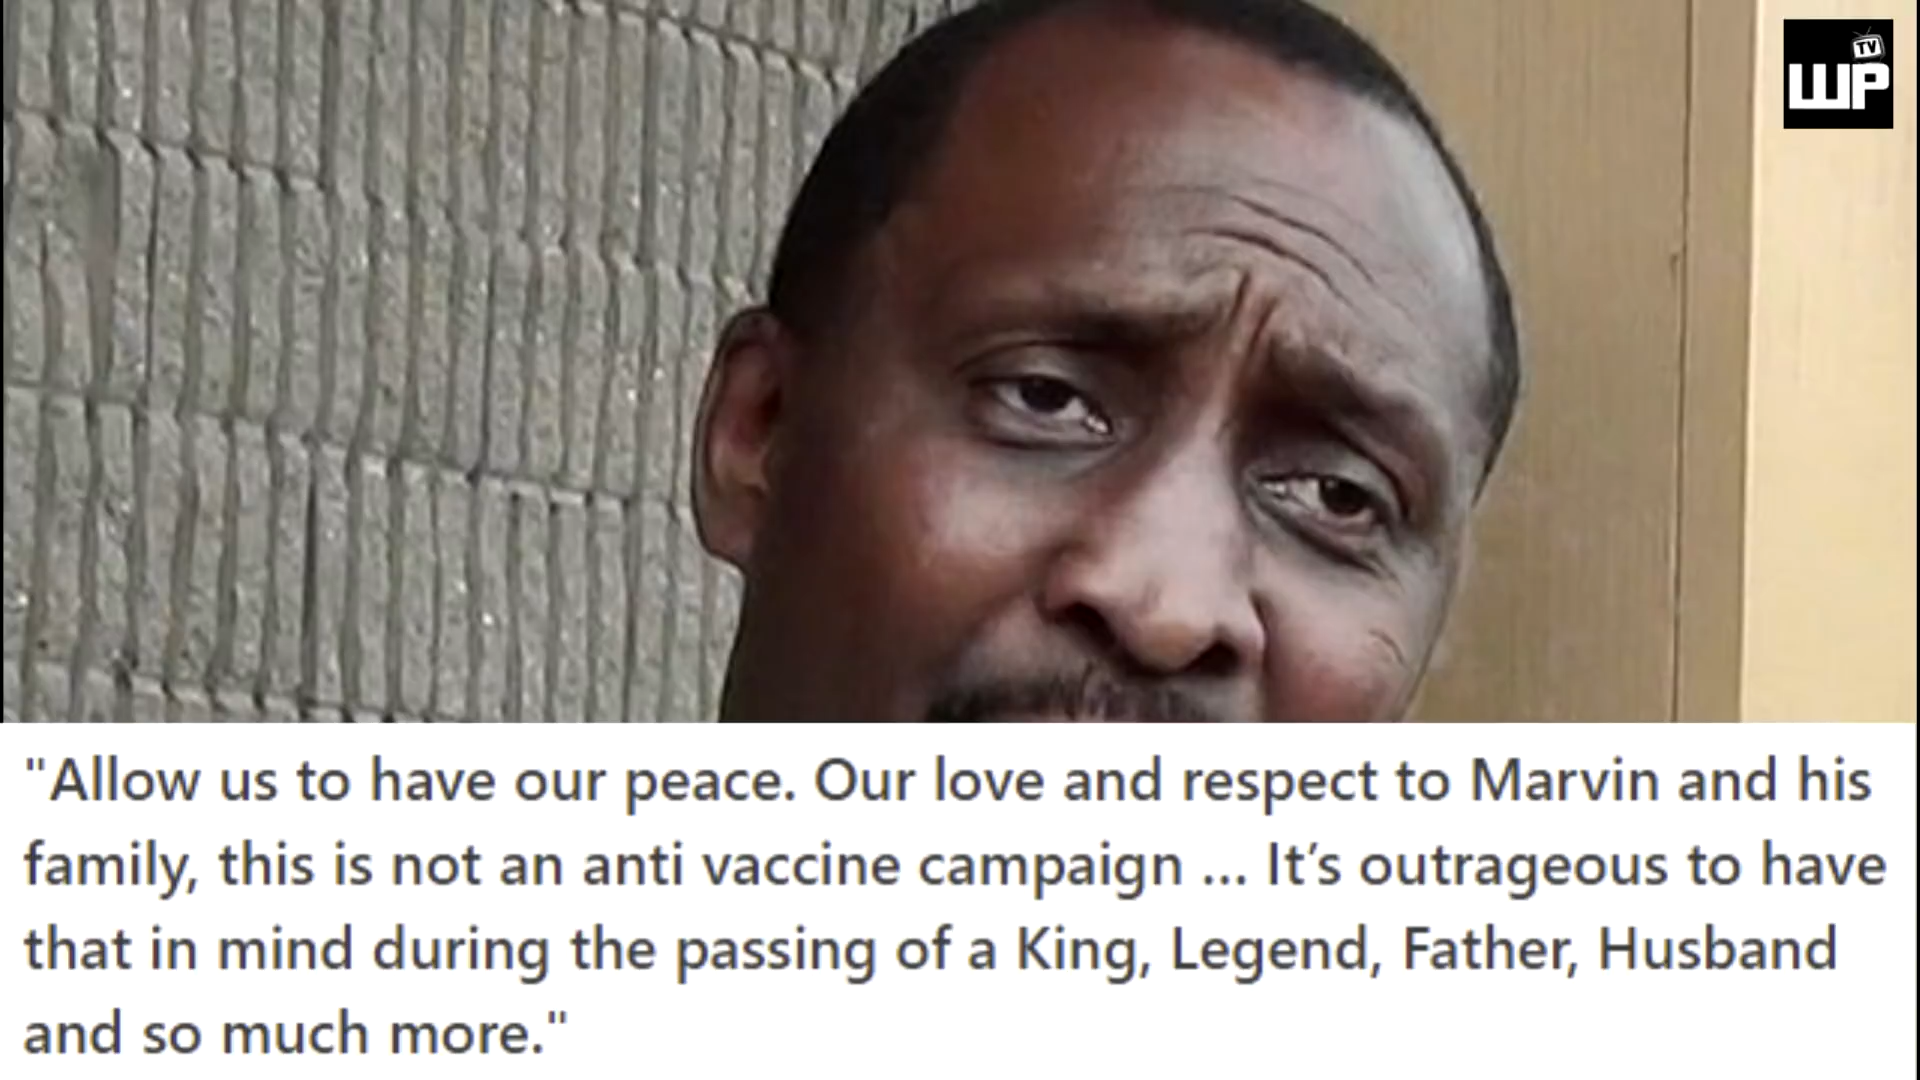 TV
WP
"Allow us to have our peace. Our love and respect to Marvin and his
family, this is not an anti vaccine campaign ... It’s outrageous to have
that in mind during the passing of a King, Legend, Father, Husband
and so much more."